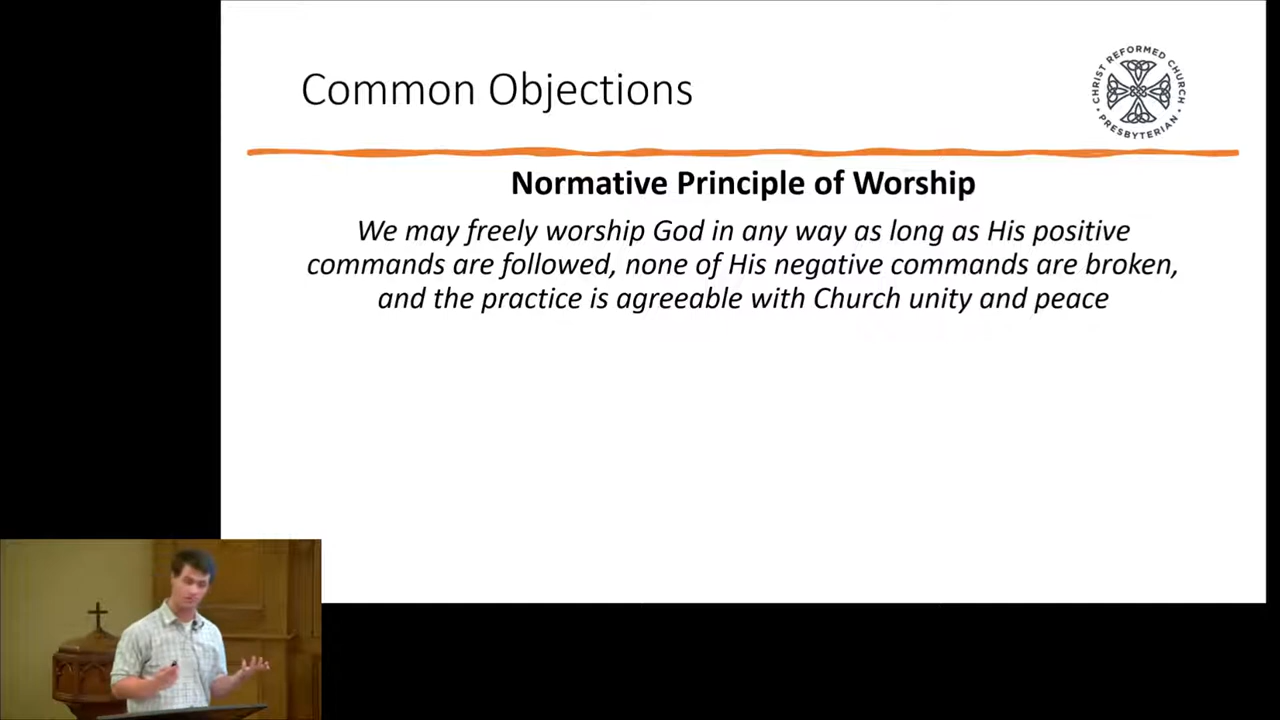 Common Objections
CHRIST REFORMED CHURCH
• PRESBYTERIAN •
Normative Principle of Worship
We may freely worship God in any way as long as His positive
commands are followed, none of His negative commands are broken,
and the practice is agreeable with Church unity and peace